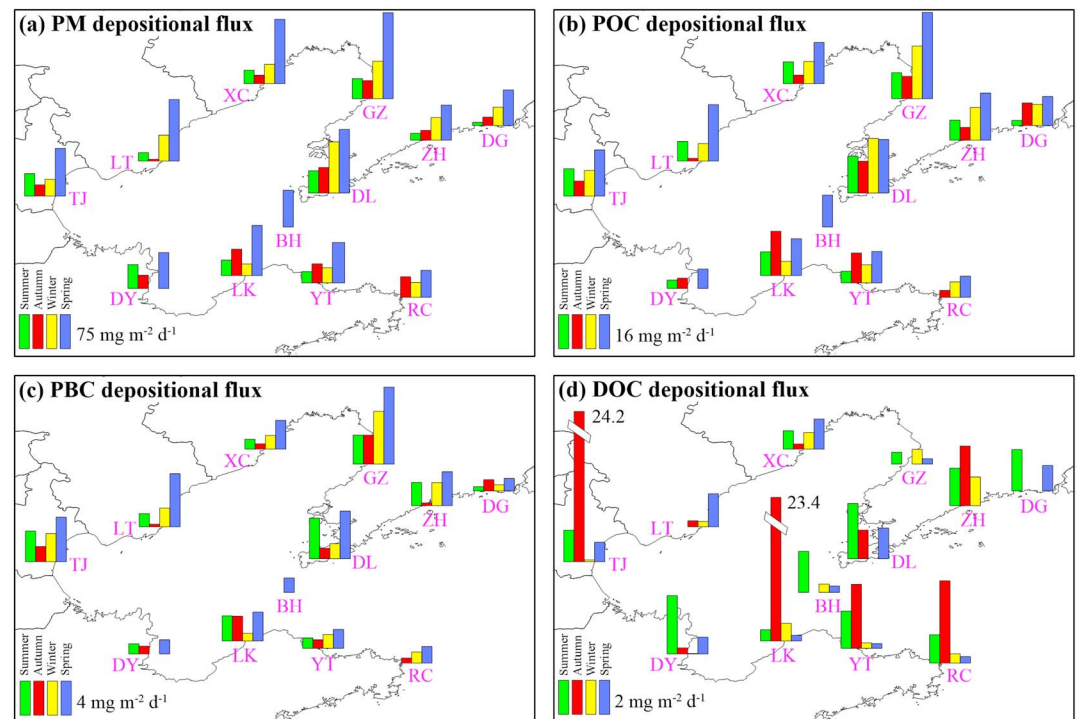 (a) PM depositional flux
XC
GZ
DG
ZH
LT
TJ
DL
BH
DY
LK
YT
RC
Summer
Autumn
Winter
Spring
75 mg m⁻² d⁻¹
(b) POC depositional flux
XC
GZ
DG
ZH
LT
TJ
DL
BH
DY
LK
YT
RC
Summer
Autumn
Winter
Spring
16 mg m⁻² d⁻¹
(c) PBC depositional flux
XC
GZ
DG
ZH
LT
TJ
DL
BH
DY
LK
YT
RC
Summer
Autumn
Winter
Spring
4 mg m⁻² d⁻¹
(d) DOC depositional flux
24.2
XC
GZ
DG
ZH
23.4
LT
TJ
DL
BH
DY
LK
YT
RC
Summer
Autumn
Winter
Spring
2 mg m⁻² d⁻¹